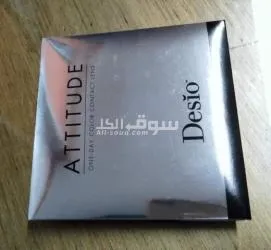 ATTITUDE
ONE-DAY COLOR CONTACT LENS
Desio
سوق الكل
All-souq.com